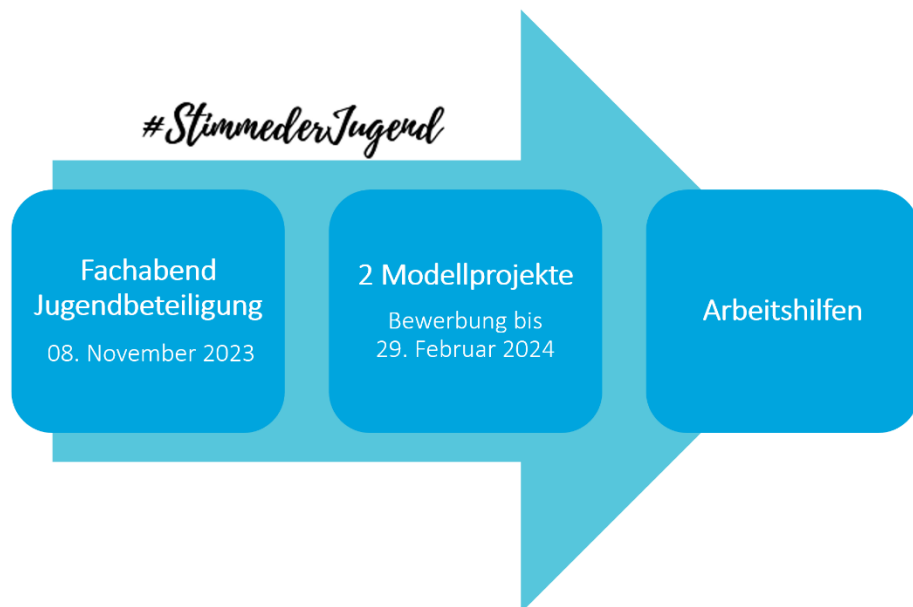 #StimmederJugend
Fachabend
Jugendbeteiligung
08. November 2023
2 Modellprojekte
Bewerbung bis
29. Februar 2024
Arbeitshilfen